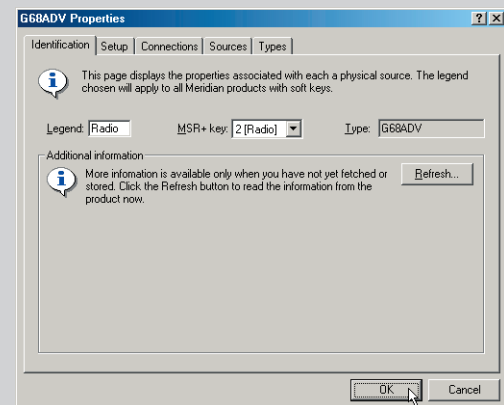 G68ADV Properties
Identification Setup Connections Sources Types
This page displays the properties associated with each a physical source. The legend
chosen will apply to all Meridian products with soft keys.
Legend: Radio MSR+ key: 2 [Radio] Type: G68ADV
Additional information
More infomation is available only when you have not yet fetched or
stored. Click the Refresh button to read the information from the
product now.
Refresh...
OK Cancel